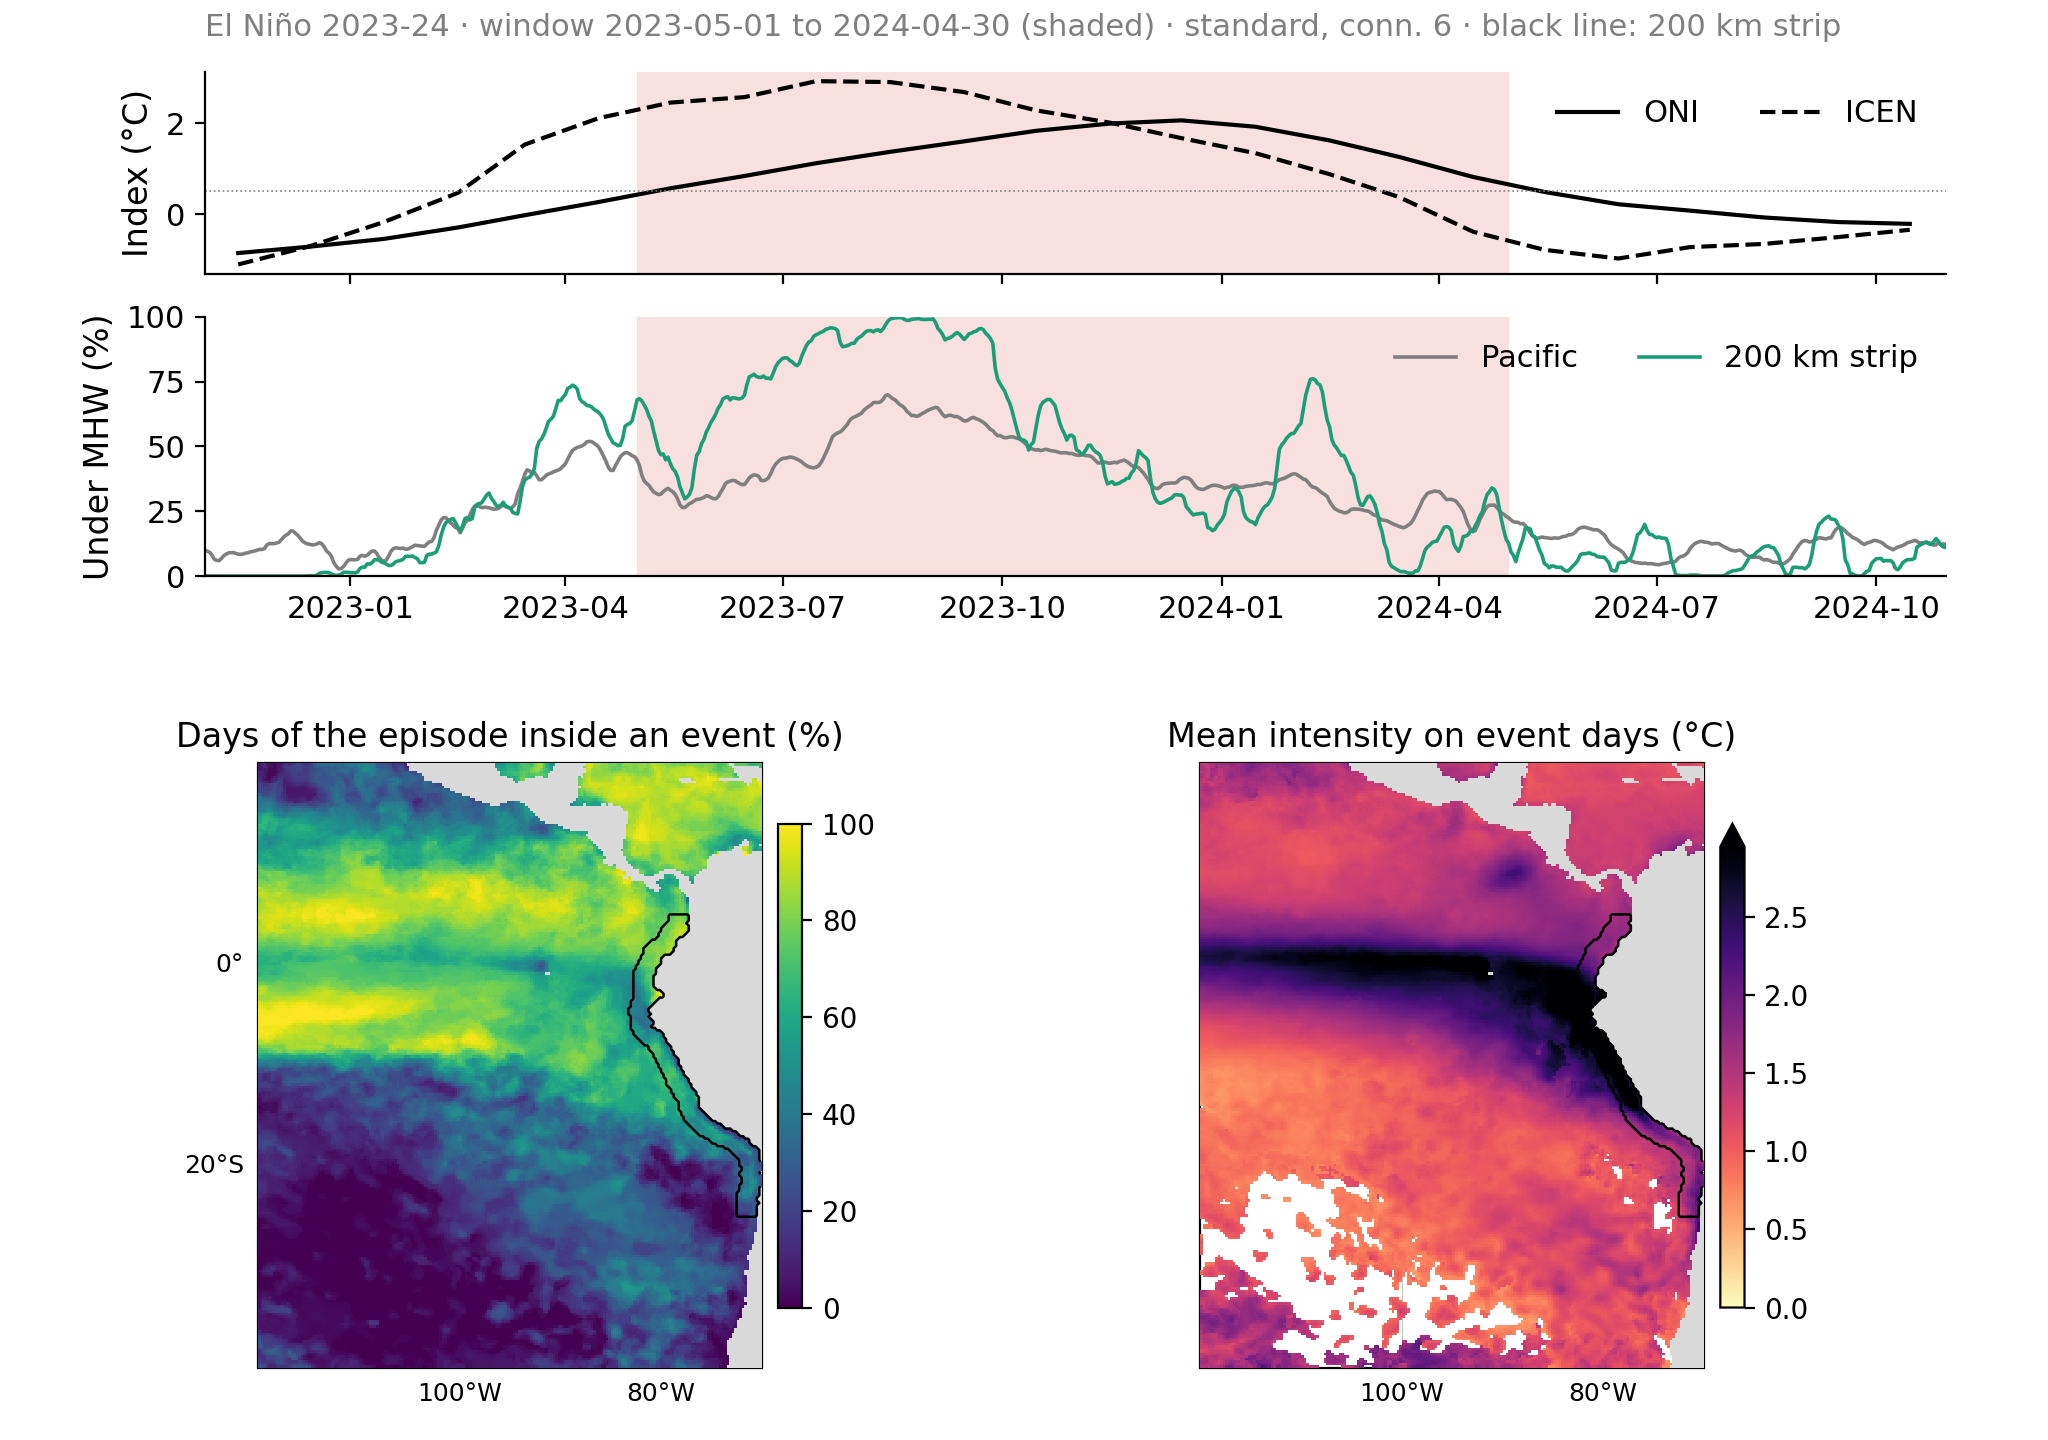 El Niño 2023-24 · window 2023-05-01 to 2024-04-30 (shaded) · standard, conn. 6 · black line: 200 km strip
Index (°C)
2
0
ONI
ICEN
Under MHW (%)
100
75
50
25
0
Pacific
200 km strip
2023-01
2023-04
2023-07
2023-10
2024-01
2024-04
2024-07
2024-10
Days of the episode inside an event (%)
0°
20°S
100°W
80°W
100
80
60
40
20
0
Mean intensity on event days (°C)
100°W
80°W
2.5
2.0
1.5
1.0
0.5
0.0